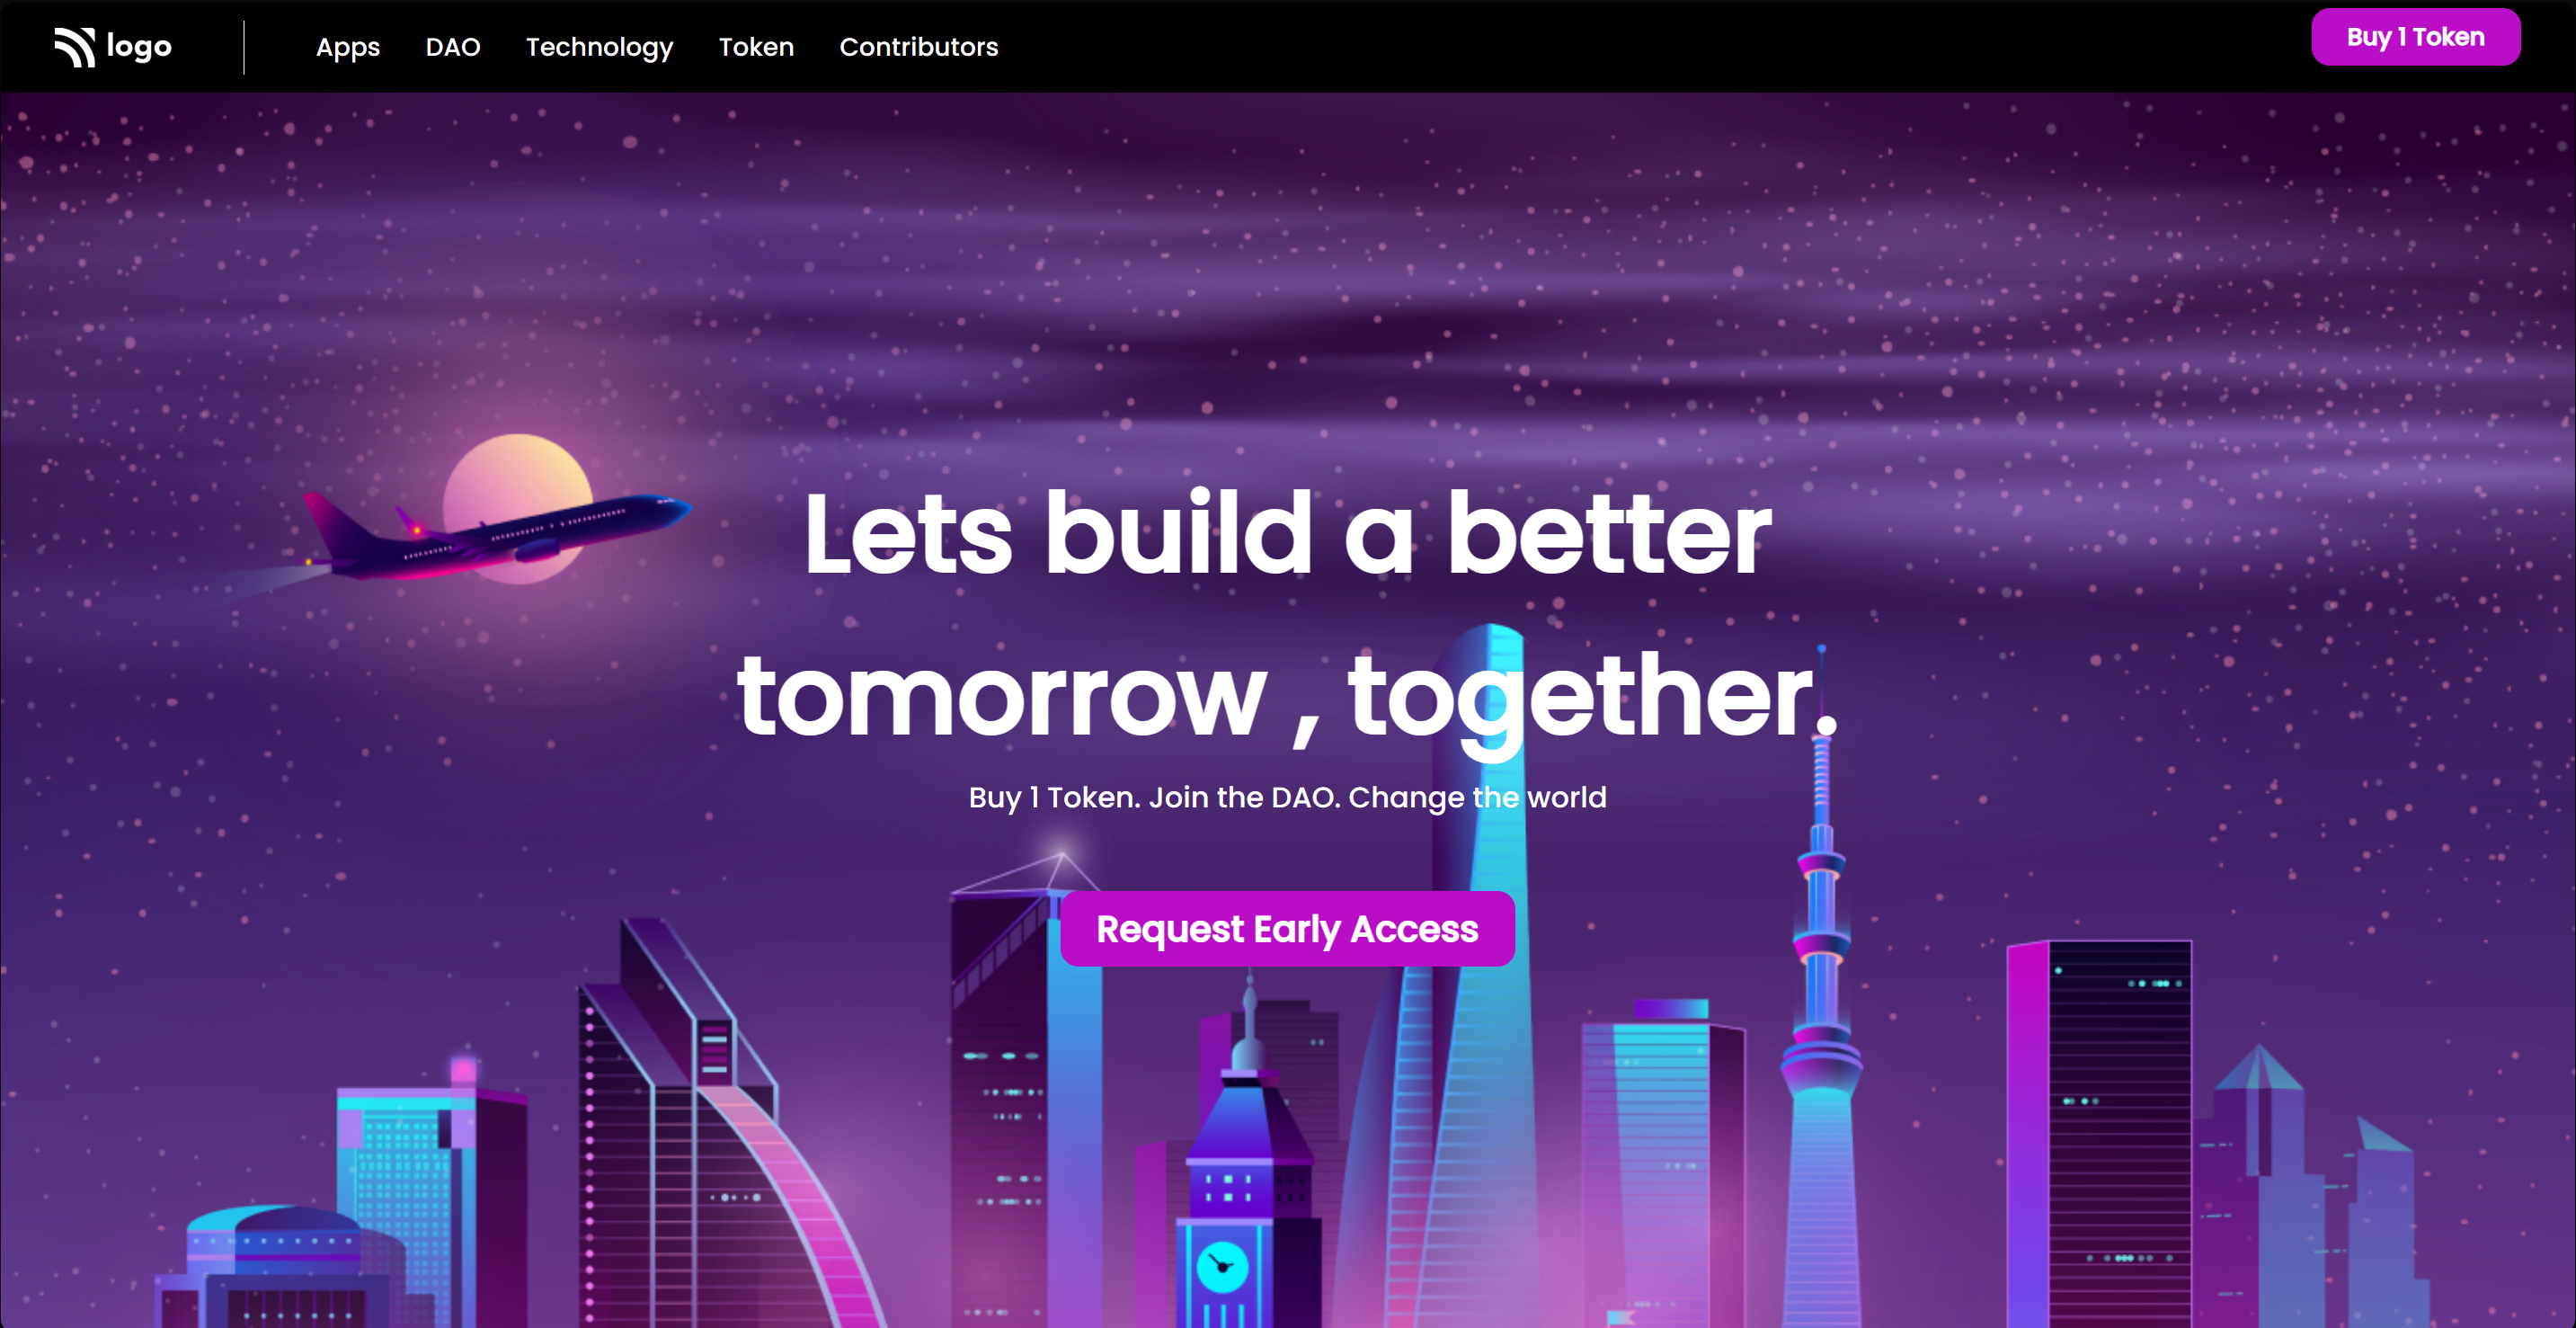 logo
Apps DAO Technology Token Contributors
Buy 1 Token
Lets build a better
tomorrow , together.
Buy 1 Token. Join the DAO. Change the world
Request Early Access